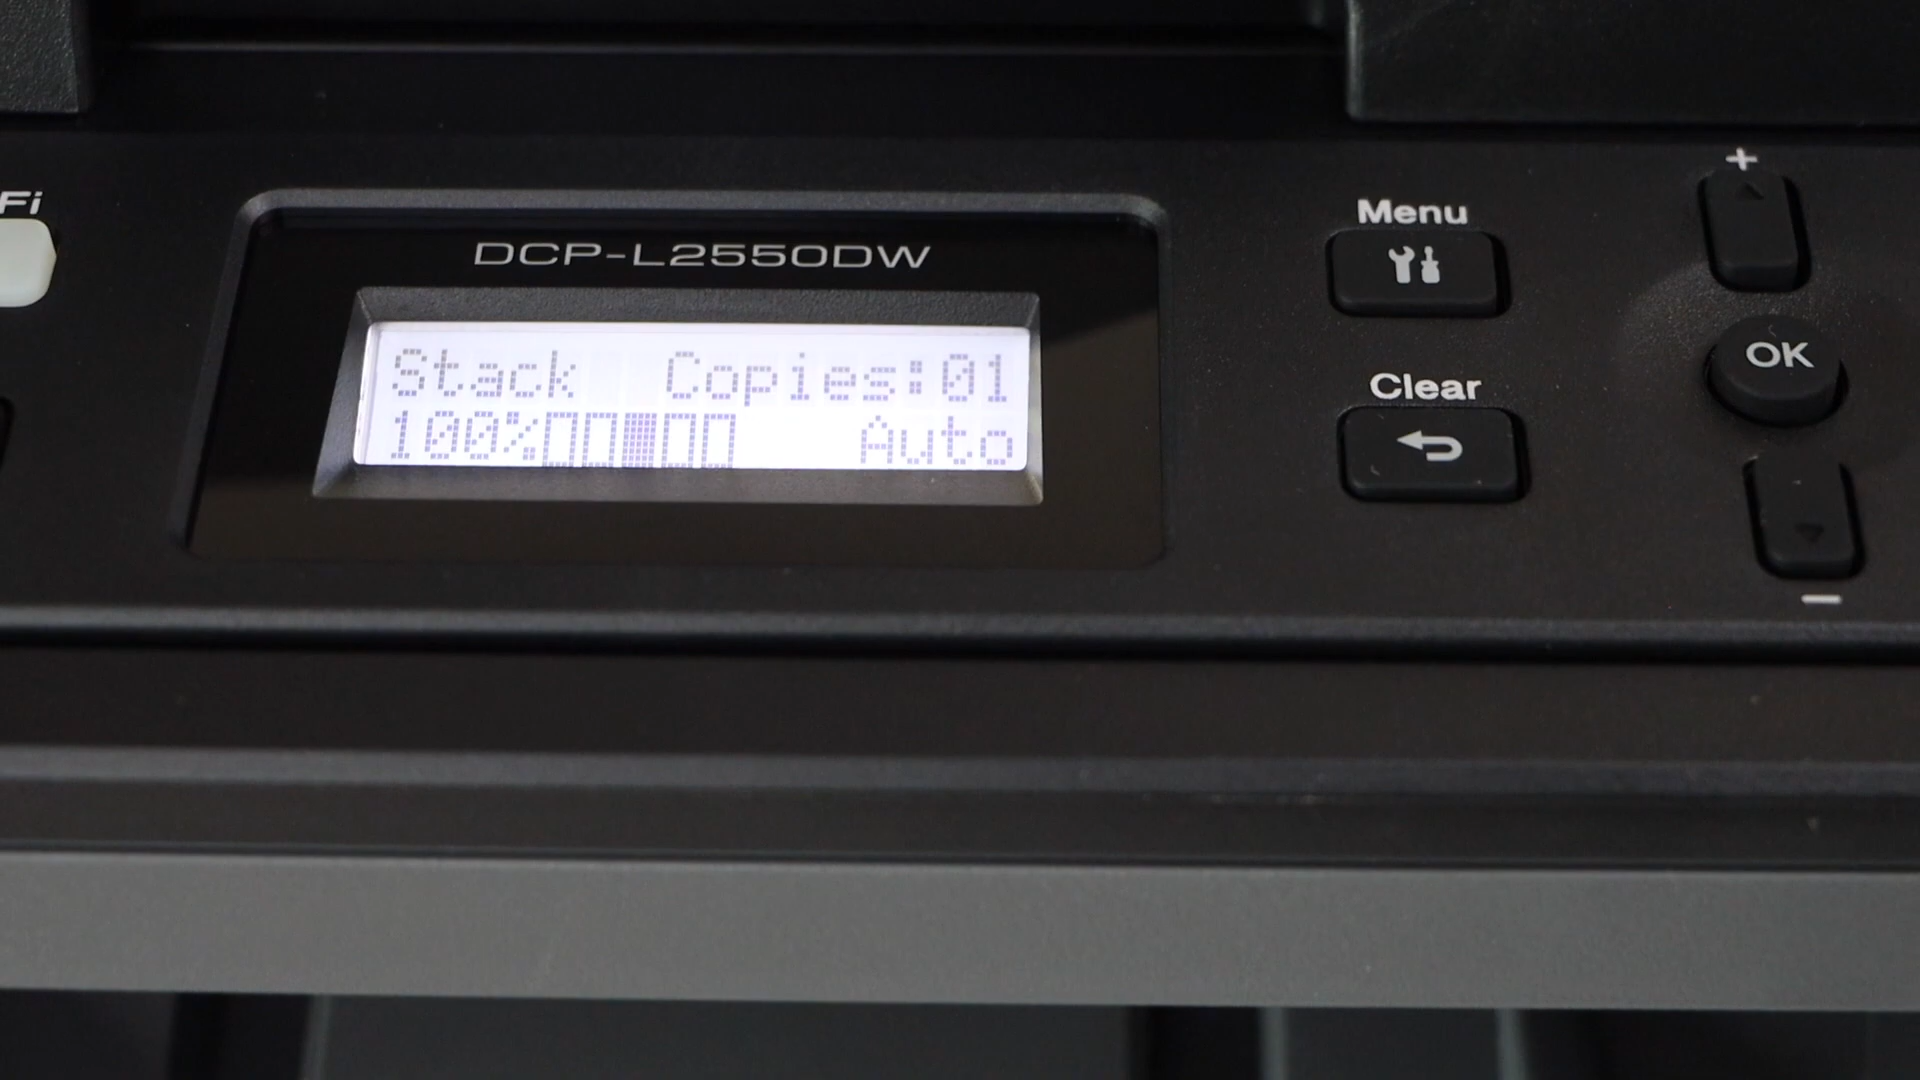 Fi
DCP-L2550DW
Stack Copies:01
100%□□■□□ Auto
Menu
Clear
+
OK
−